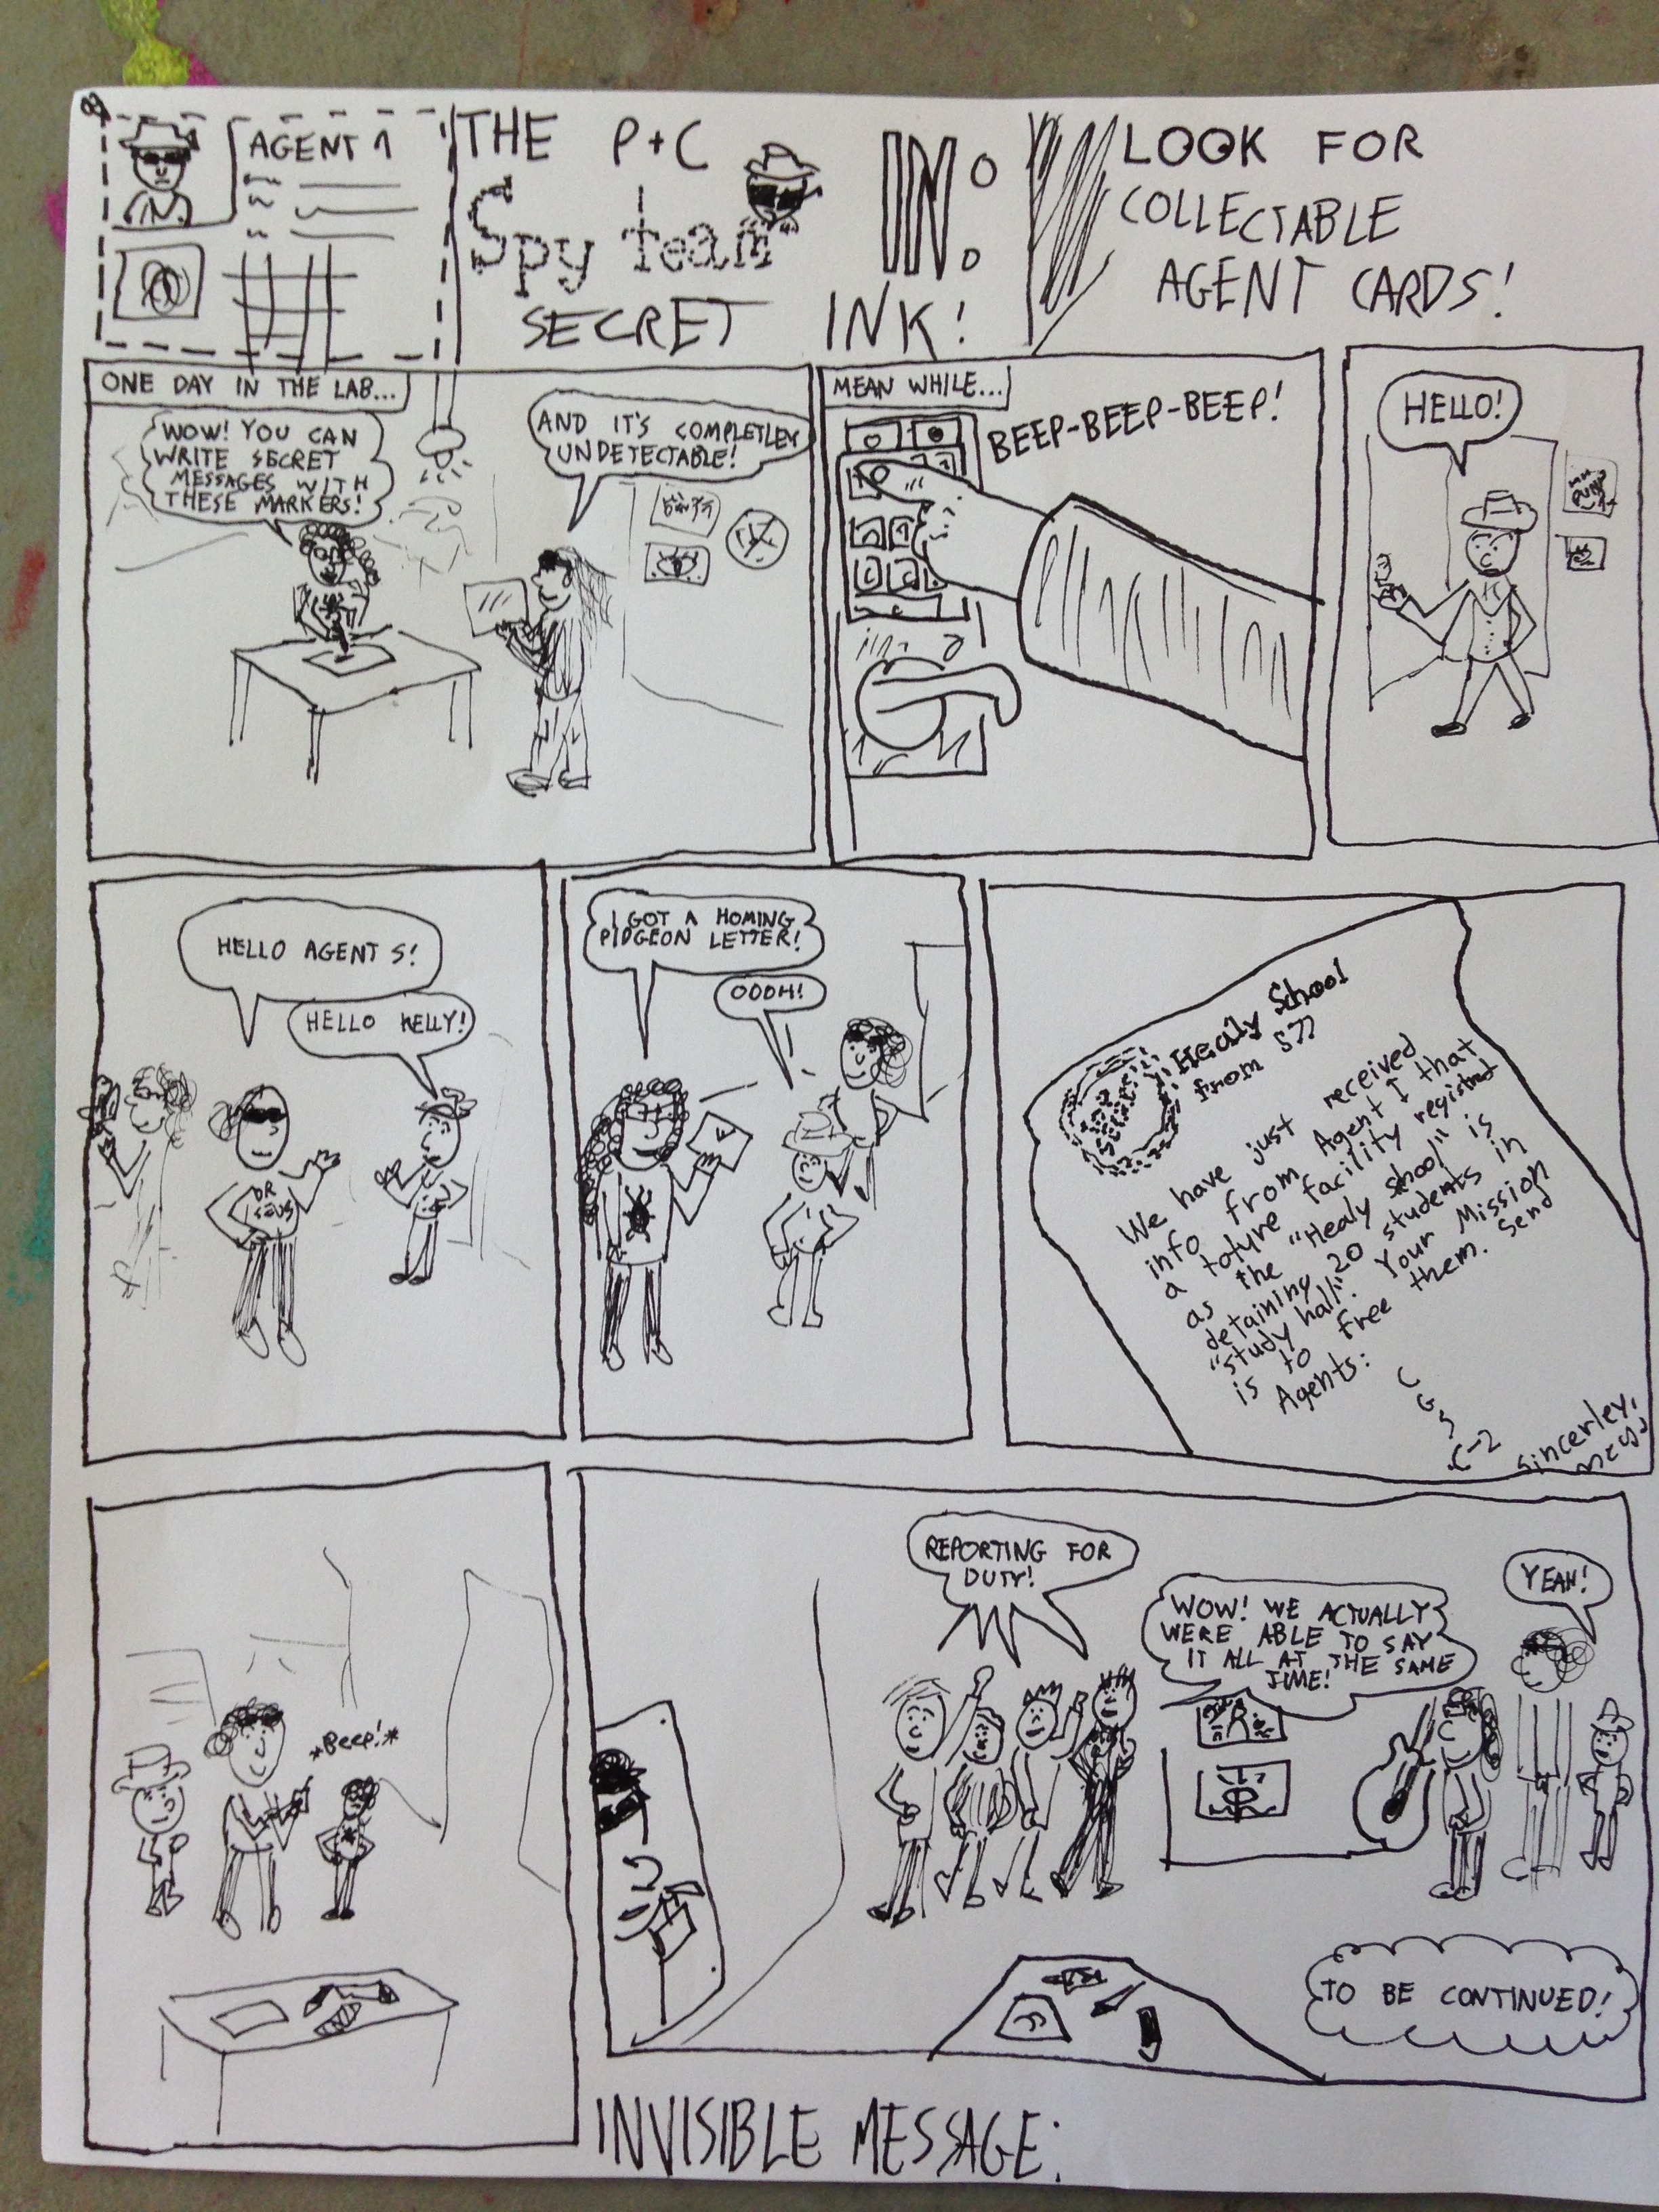 AGENT 1
THE P+C
Spy team
IN:
SECRET INK!
LOOK FOR
COLLECTABLE
AGENT CARDS!
ONE DAY IN THE LAB...
WOW! YOU CAN
WRITE SECRET
MESSAGES WITH
THESE MARKERS!
AND IT'S COMPLETLEY
UNDETECTABLE!
MEAN WHILE...
BEEP-BEEP-BEEP!
HELLO!
HELLO AGENT S!
HELLO KELLY!
DR
I GOT A HOMING
PIDGEON LETTER!
OOOH!
Healy School
from
We have just received
info from Agent I that
a toture facility registred
as the "Healy school" is
detaining 20 students in
"study hall". Your Mission
is to free them. Send
Agents:
C
G
S
C-2
Sincerley,
*Beep!*
REPORTING FOR
DUTY!
WOW! WE ACTUALLY
WERE ABLE TO SAY
IT ALL AT THE SAME
TIME!
YEAH!
TO BE CONTINUED!
INVISIBLE MESSAGE: